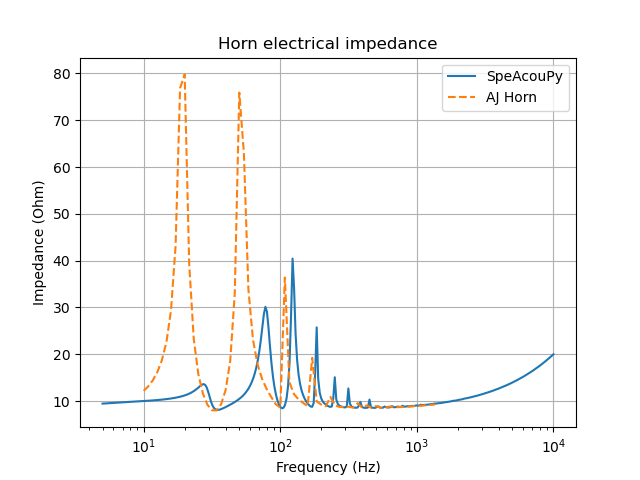 Horn electrical impedance
SpeAcouPy
AJ Horn
80
70
60
50
40
30
20
10
Impedance (Ohm)
10¹
10²
10³
10⁴
Frequency (Hz)